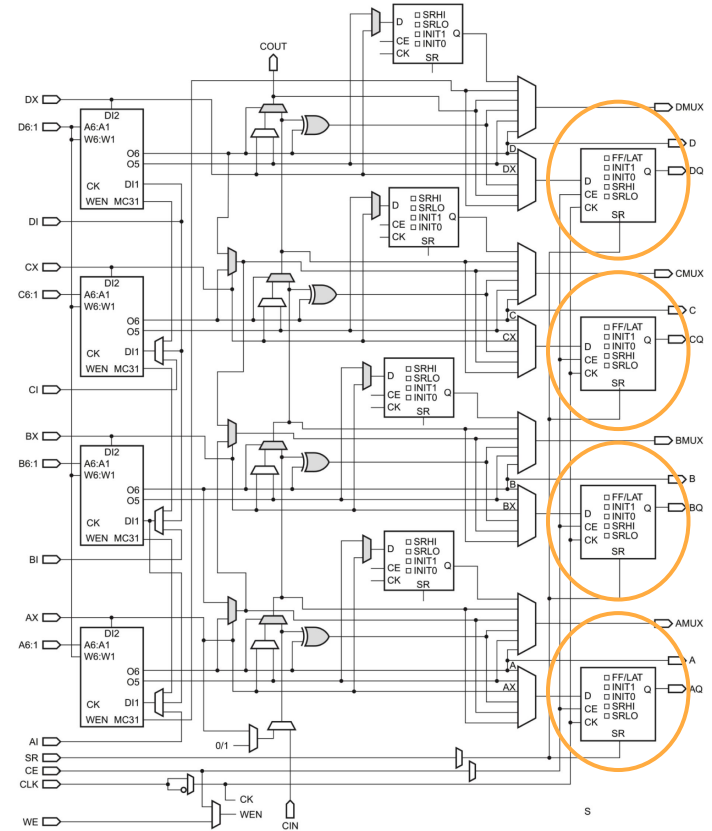 COUT
DX
D6:1
DI2
A6:A1
W6:W1
O6
O5
CK DI1
WEN MC31
D
CE
CK
SRHI
SRLO
INIT1
INIT0
Q
SR
DMUX
D
D
DX
D
CE
CK
FF/LAT
INIT1
INIT0
SRHI
SRLO
Q
SR
DQ
DI
CX
C6:1
DI2
A6:A1
W6:W1
O6
O5
CK DI1
WEN MC31
D
CE
CK
SRHI
SRLO
INIT1
INIT0
Q
SR
CMUX
C
C
CX
D
CE
CK
FF/LAT
INIT1
INIT0
SRHI
SRLO
Q
SR
CQ
CI
BX
B6:1
DI2
A6:A1
W6:W1
O6
O5
CK DI1
WEN MC31
D
CE
CK
SRHI
SRLO
INIT1
INIT0
Q
SR
BMUX
B
B
BX
D
CE
CK
FF/LAT
INIT1
INIT0
SRHI
SRLO
Q
SR
BQ
BI
AX
A6:1
DI2
A6:A1
W6:W1
O6
O5
CK DI1
WEN MC31
D
CE
CK
SRHI
SRLO
INIT1
INIT0
Q
SR
AMUX
A
A
AX
D
CE
CK
FF/LAT
INIT1
INIT0
SRHI
SRLO
Q
SR
AQ
AI
0/1
SR
CE
CLK
CK
WEN
WE
CIN
S